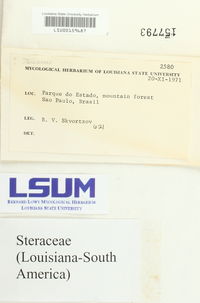 Louisiana State University Herbarium
LSU00159687
157793
2580
MYCOLOGICAL HERBARIUM OF LOUISIANA STATE UNIVERSITY
20-XI-1971
LOC. Parque do Estado, mountain forest
Sao Paulo, Brasil
LEG. B. V. Skvortzov
DET.
LSUM
BERNARD LOWY MYCOLOGICAL HERBARIUM
LOUISIANA STATE UNIVERSITY
Steraceae
(Louisiana-South
America)